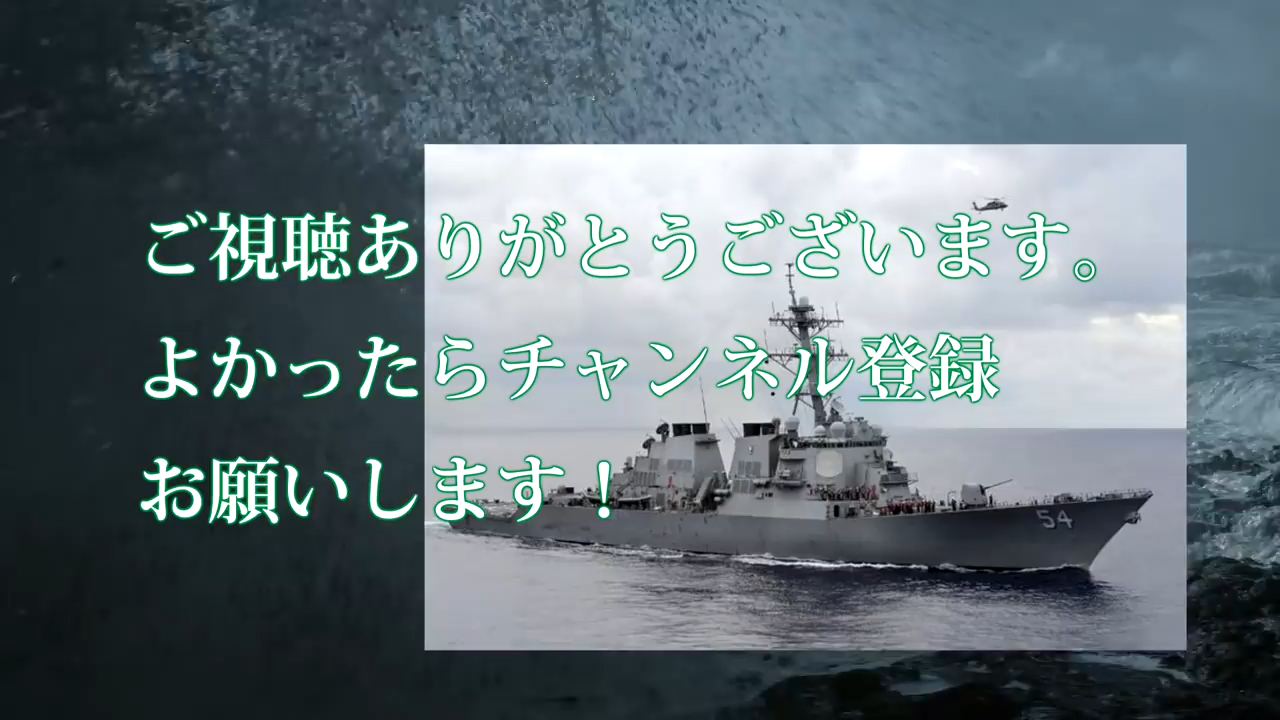 ご視聴ありがとうございます。
よかったらチャンネル登録
お願いします！
54